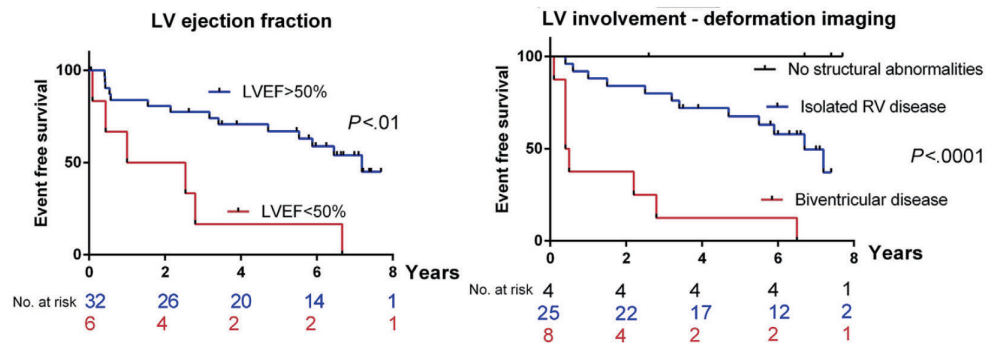 LV ejection fraction
Event free survival
100
50
0
LVEF>50%
P<.01
LVEF<50%
0 2 4 6 8 Years
No. at risk 32 26 20 14 1
6 4 2 2 1
LV involvement - deformation imaging
Event free survival
100
50
0
No structural abnormalities
Isolated RV disease
P<.0001
Biventricular disease
0 2 4 6 8 Years
No. at risk 4 4 4 4 1
25 22 17 12 2
8 4 2 2 1